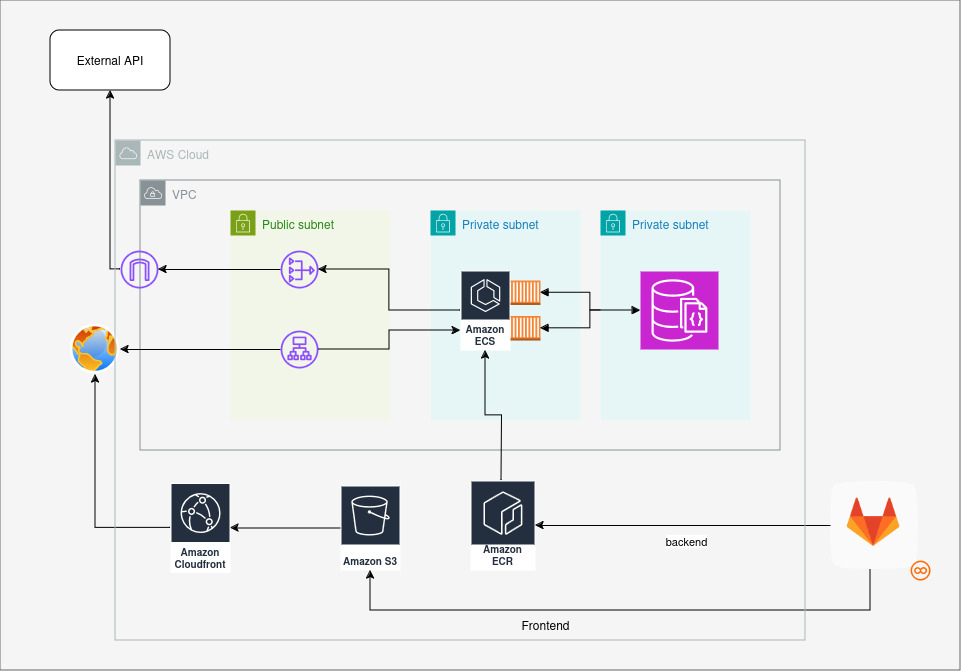 External API
AWS Cloud
VPC
Public subnet
Private subnet
Private subnet
Amazon
ECS
Amazon
Cloudfront
Amazon S3
Amazon
ECR
backend
Frontend